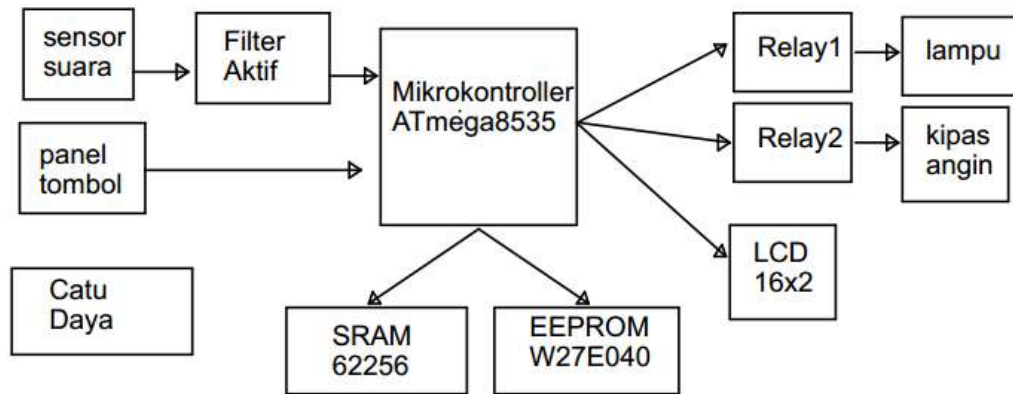 sensor
suara
Filter
Aktif
Mikrokontroller
ATmega8535
Relay1
lampu
Relay2
kipas
angin
panel
tombol
LCD
16x2
Catu
Daya
SRAM
62256
EEPROM
W27E040